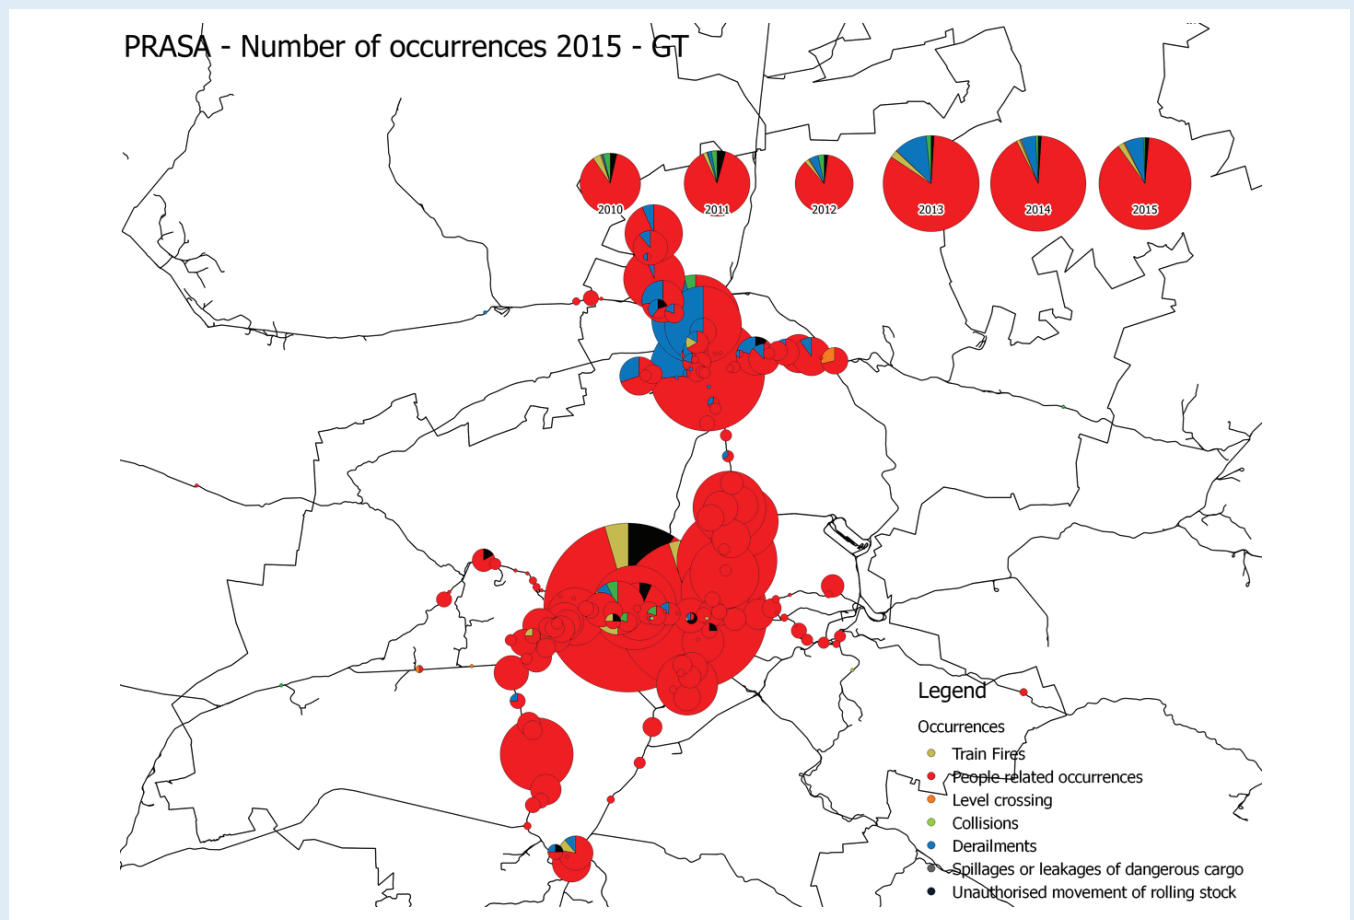 PRASA - Number of occurrences 2015 - GT
2010
2011
2012
2013
2014
2015
Legend
Occurrences
Train Fires
People related occurrences
Level crossing
Collisions
Derailments
Spillages or leakages of dangerous cargo
Unauthorised movement of rolling stock